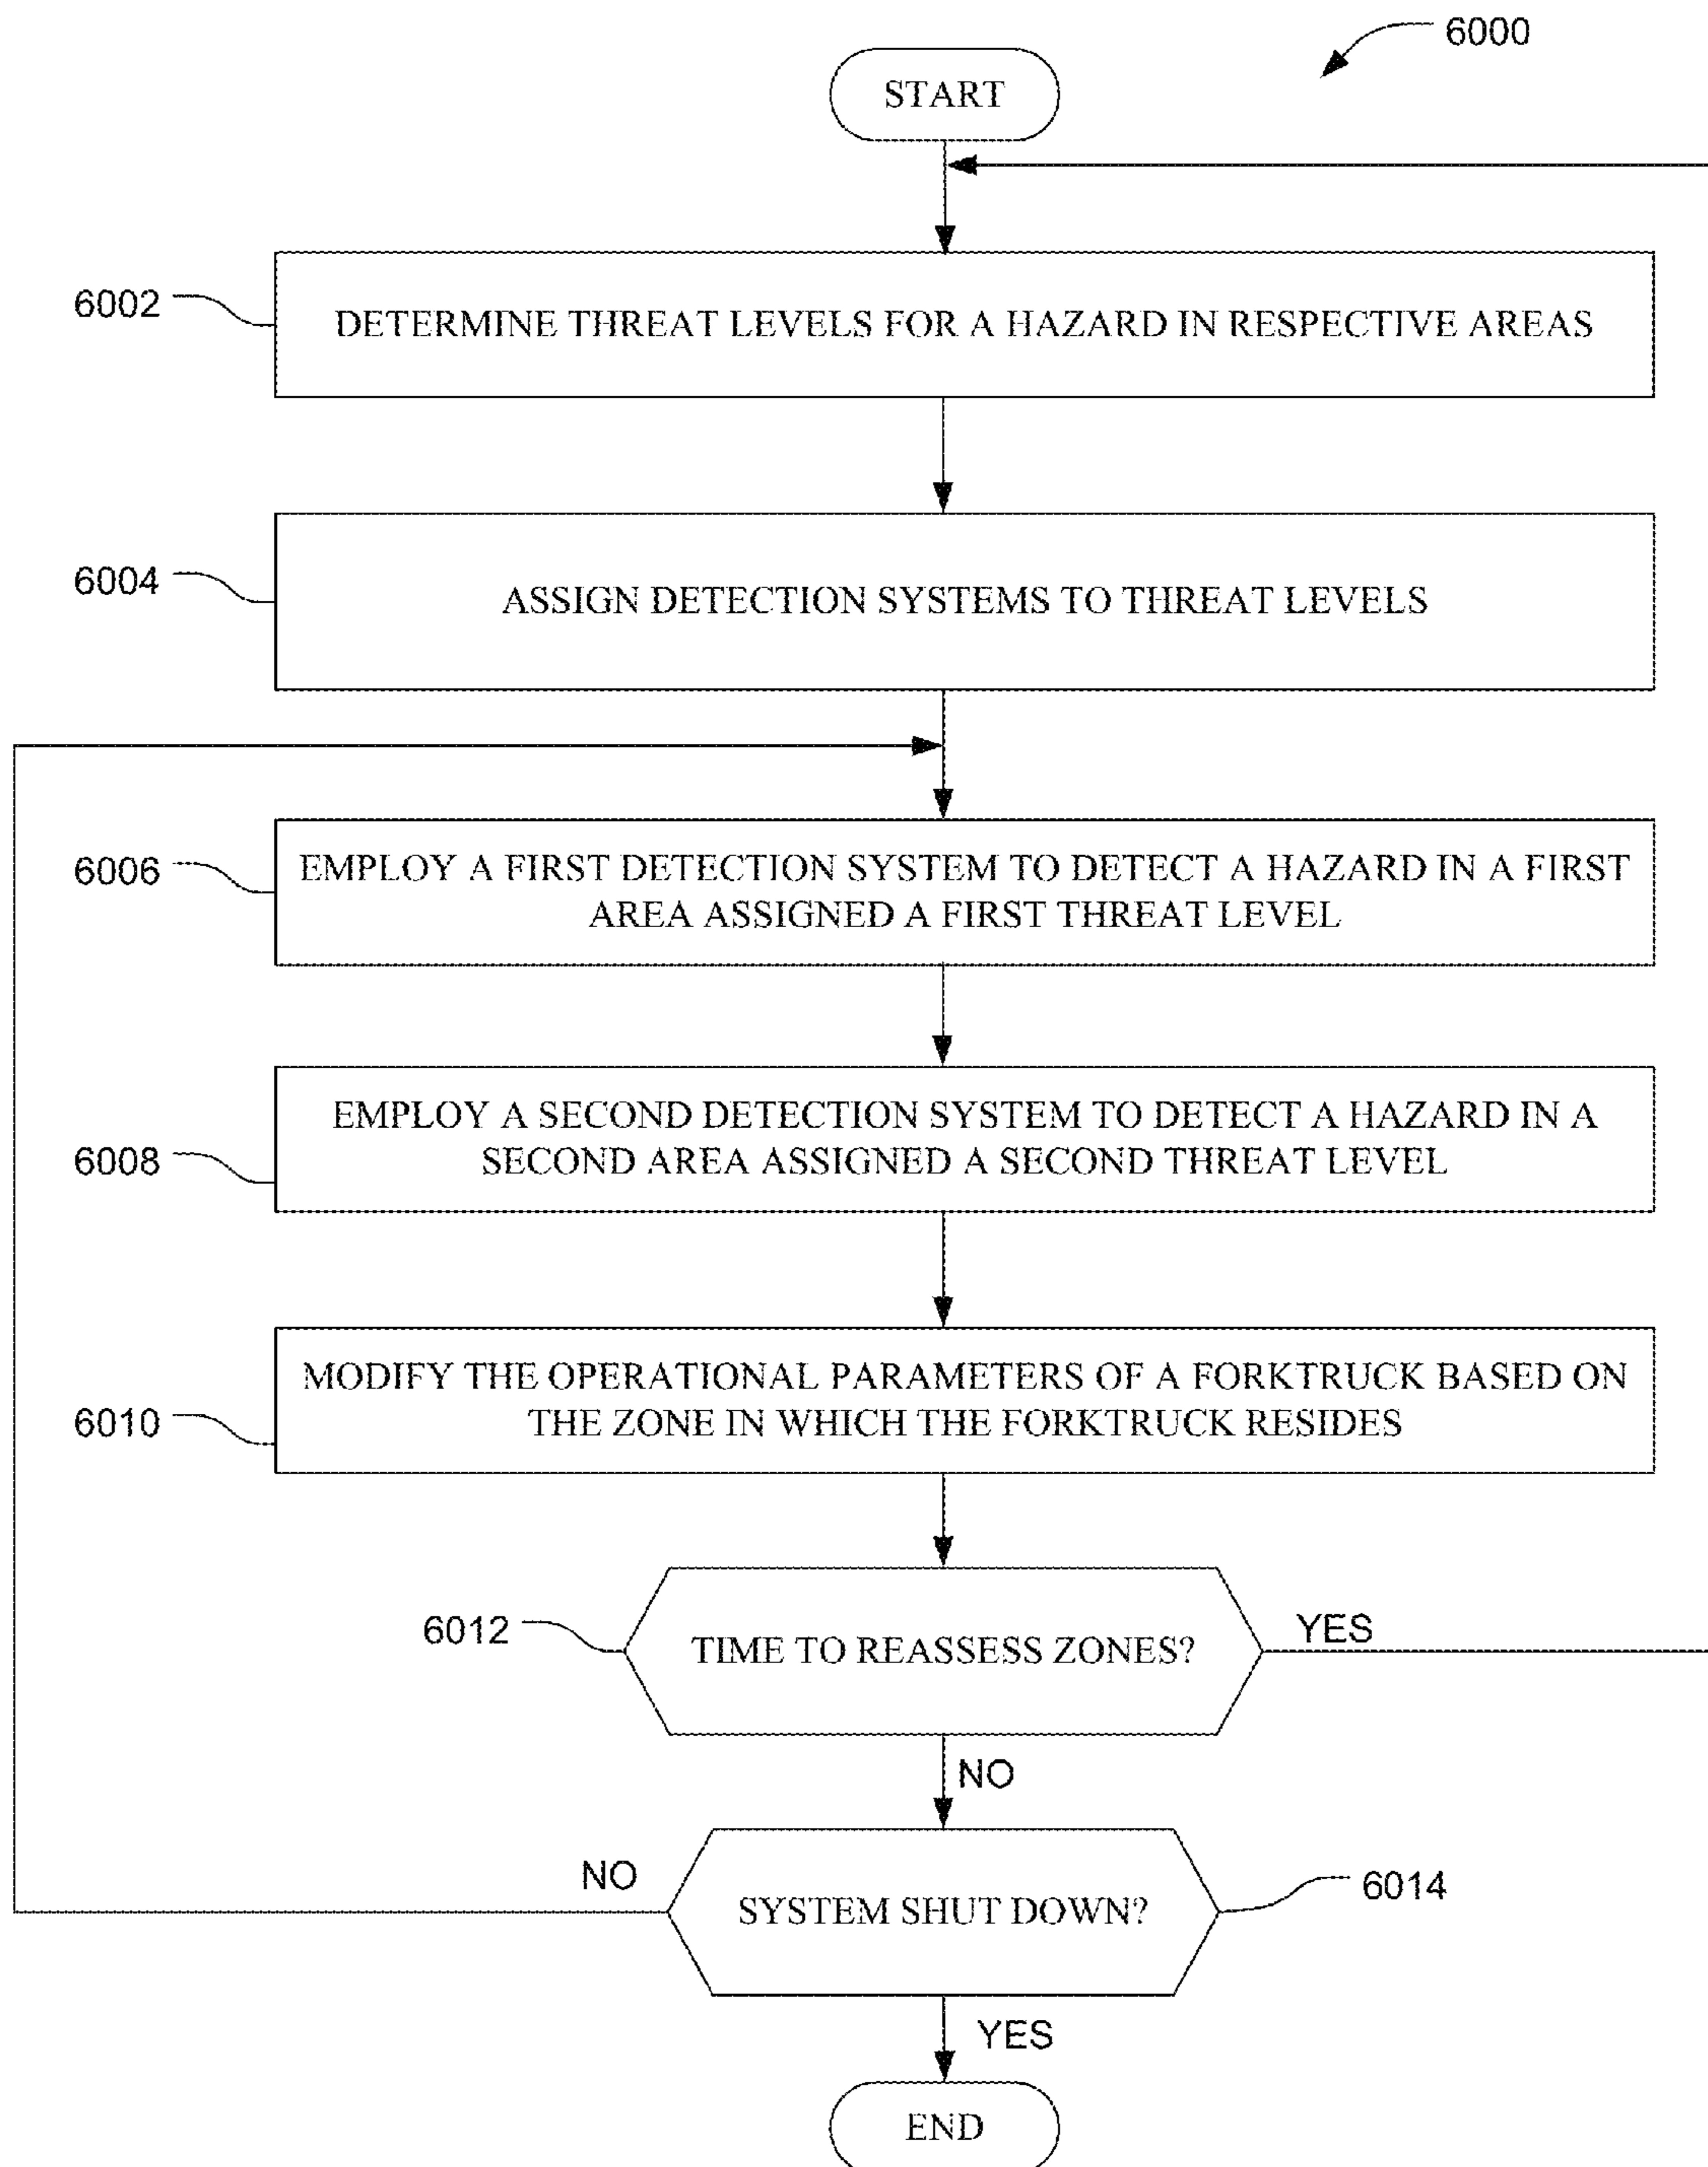 6000
START
6002
DETERMINE THREAT LEVELS FOR A HAZARD IN RESPECTIVE AREAS
6004
ASSIGN DETECTION SYSTEMS TO THREAT LEVELS
6006
EMPLOY A FIRST DETECTION SYSTEM TO DETECT A HAZARD IN A FIRST
AREA ASSIGNED A FIRST THREAT LEVEL
6008
EMPLOY A SECOND DETECTION SYSTEM TO DETECT A HAZARD IN A
SECOND AREA ASSIGNED A SECOND THREAT LEVEL
6010
MODIFY THE OPERATIONAL PARAMETERS OF A FORKTRUCK BASED ON
THE ZONE IN WHICH THE FORKTRUCK RESIDES
6012
TIME TO REASSESS ZONES?
YES
NO
NO
SYSTEM SHUT DOWN?
6014
YES
END